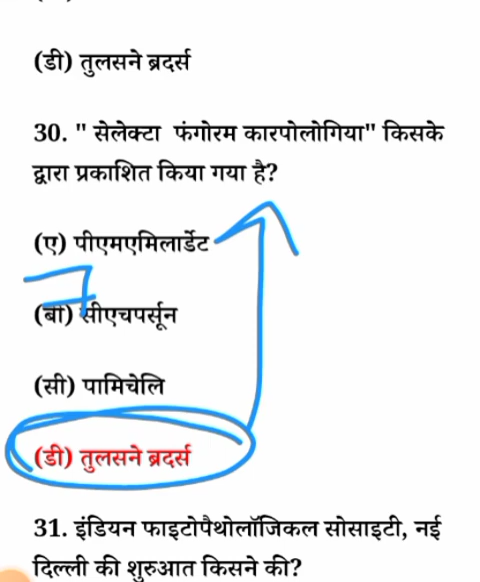 (डी) तुलसने ब्रदर्स
30. " सेलेक्टा फंगोरम कारपोलोगिया" किसके
द्वारा प्रकाशित किया गया है?
(ए) पीएमएमिलार्डेट
(बी) सीएचपर्सून
(सी) पामिचेलि
(डी) तुलसने ब्रदर्स
31. इंडियन फाइटोपैथोलॉजिकल सोसाइटी, नई
दिल्ली की शुरुआत किसने की?